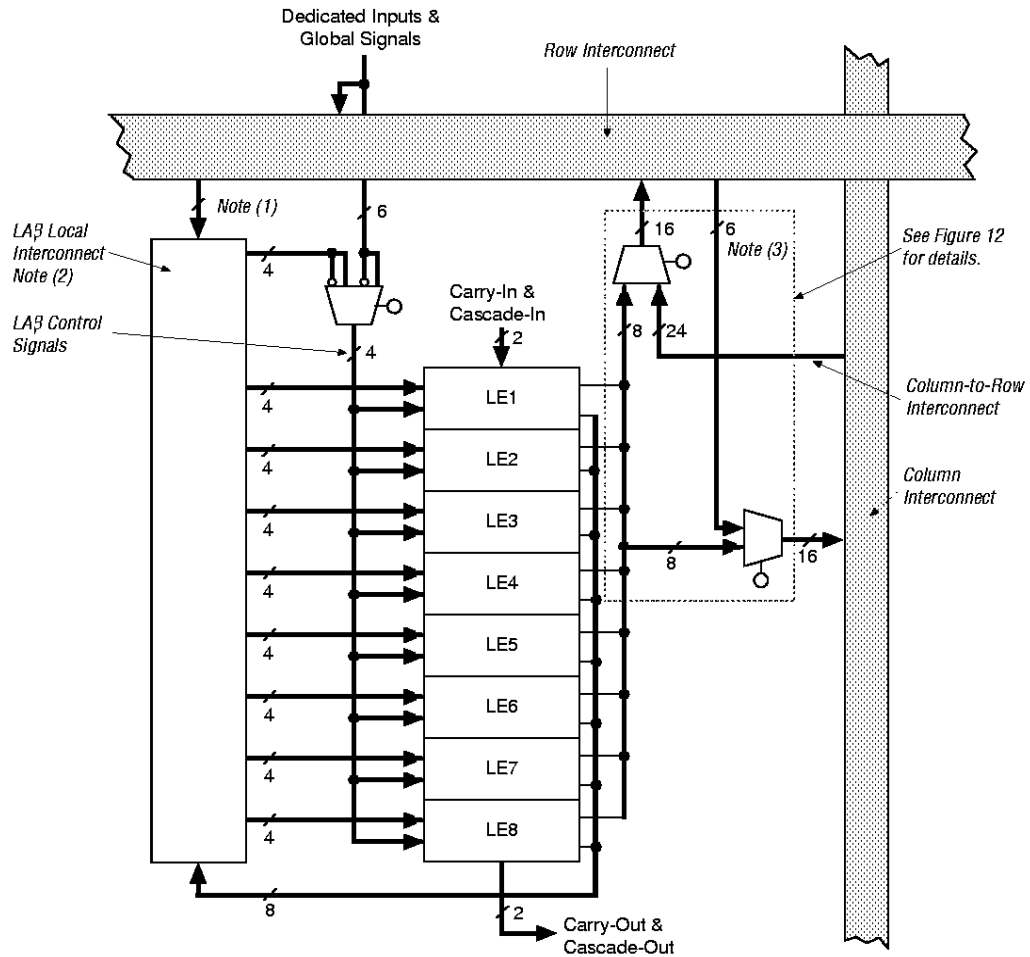 Dedicated Inputs &
Global Signals
Row Interconnect
Note (1)
6
16
6
Note (3)
See Figure 12
for details.
LAβ Local
Interconnect
Note (2)
4
Carry-In &
Cascade-In
2
8
24
LAβ Control
Signals
4
Column-to-Row
Interconnect
LE1
4
LE2
4
Column
Interconnect
LE3
4
8
16
LE4
4
LE5
4
LE6
4
LE7
4
LE8
4
8
2
Carry-Out &
Cascade-Out